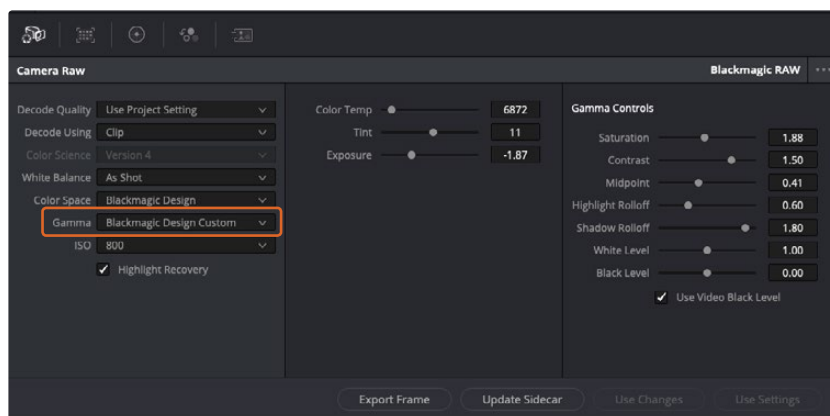 Camera Raw
Blackmagic RAW
Decode Quality Use Project Setting
Decode Using Clip
Color Science Version 4
White Balance As Shot
Color Space Blackmagic Design
Gamma Blackmagic Design Custom
ISO 800
Highlight Recovery
Color Temp 6872
Tint 11
Exposure -1.87
Gamma Controls
Saturation 1.88
Contrast 1.50
Midpoint 0.41
Highlight Rolloff 0.60
Shadow Rolloff 1.80
White Level 1.00
Black Level 0.00
Use Video Black Level
Export Frame Update Sidecar Use Changes Use Settings